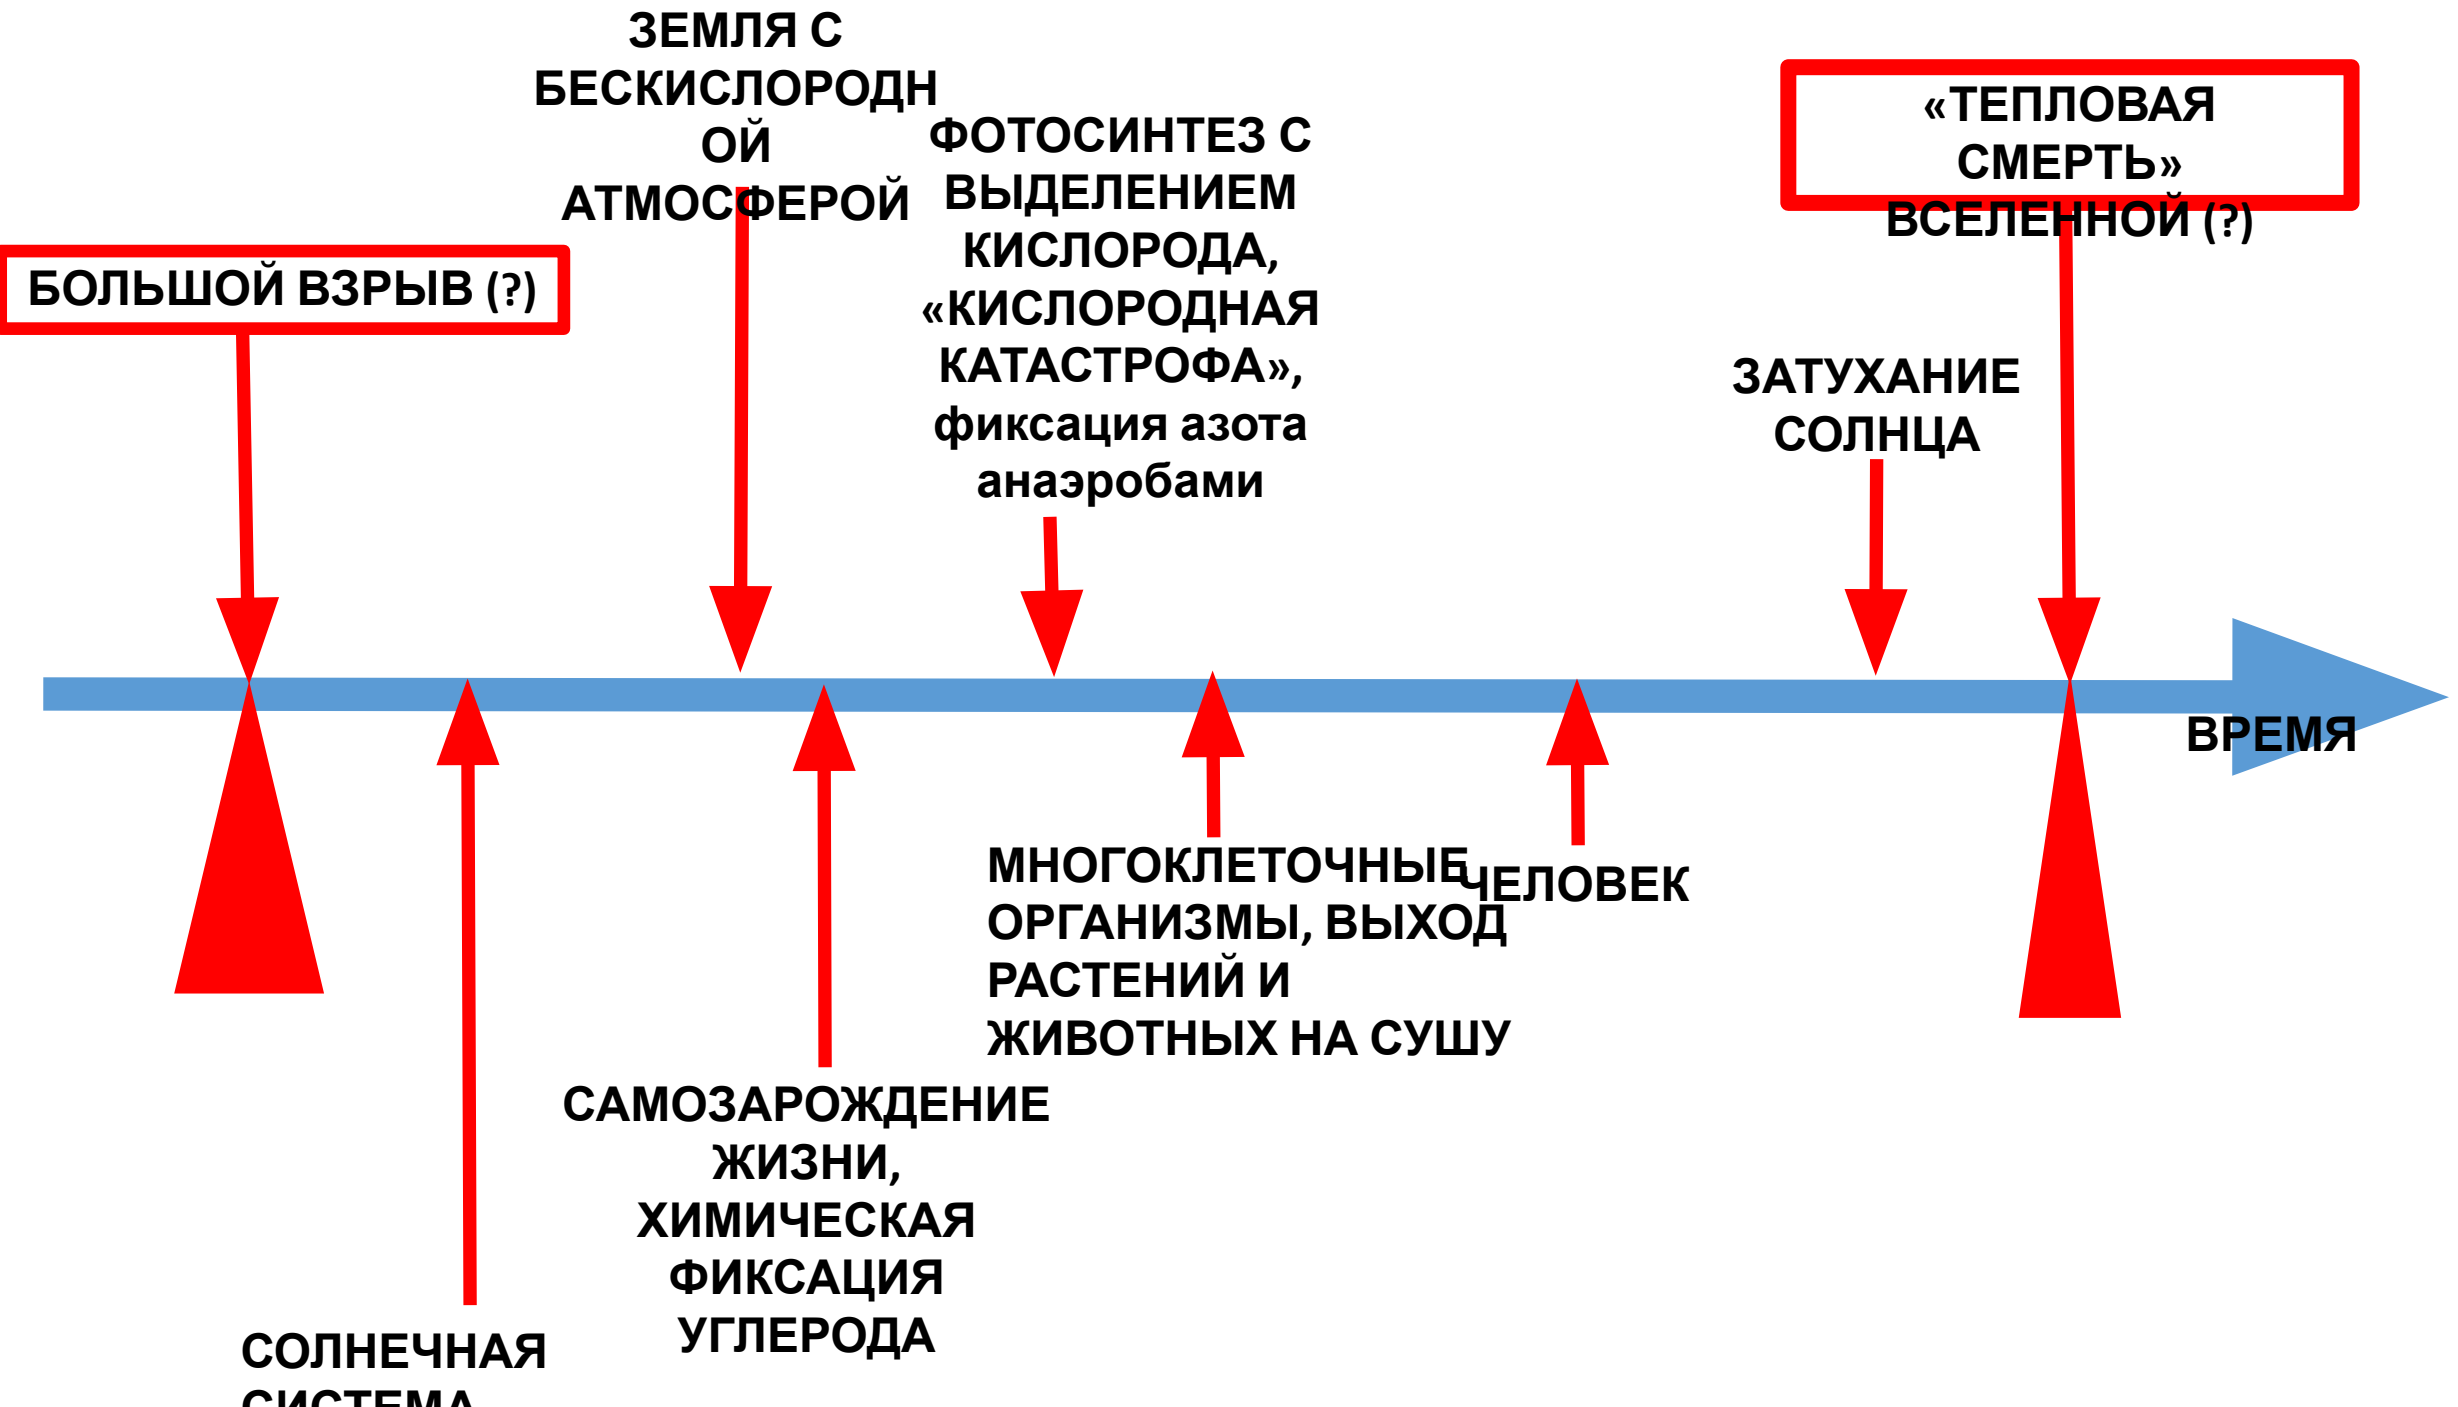 ЗЕМЛЯ С
БЕСКИСЛОРОДН
ОЙ
АТМОСФЕРОЙ
БОЛЬШОЙ ВЗРЫВ (?)
ФОТОСИНТЕЗ С
ВЫДЕЛЕНИЕМ
КИСЛОРОДА,
«КИСЛОРОДНАЯ
КАТАСТРОФА»,
фиксация азота
анаэробами
«ТЕПЛОВАЯ
СМЕРТЬ»
ВСЕЛЕННОЙ (?)
ЗАТУХАНИЕ
СОЛНЦА
ВРЕМЯ
МНОГОКЛЕТОЧНЫЕ
ОРГАНИЗМЫ, ВЫХОД
РАСТЕНИЙ И
ЖИВОТНЫХ НА СУШУ
ЧЕЛОВЕК
САМОЗАРОЖДЕНИЕ
ЖИЗНИ,
ХИМИЧЕСКАЯ
ФИКСАЦИЯ
УГЛЕРОДА
СОЛНЕЧНАЯ
СИСТЕМА